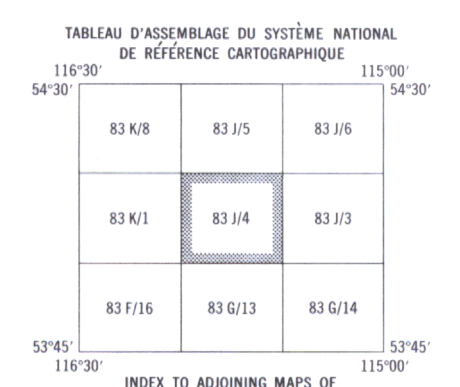 TABLEAU D'ASSEMBLAGE DU SYSTÈME NATIONAL
DE RÉFÉRENCE CARTOGRAPHIQUE
116°30′ 115°00′
54°30′ 54°30′
83 K/8 83 J/5 83 J/6
83 K/1 83 J/4 83 J/3
83 F/16 83 G/13 83 G/14
53°45′ 53°45′
116°30′ 115°00′
INDEX TO ADJOINING MAPS OF